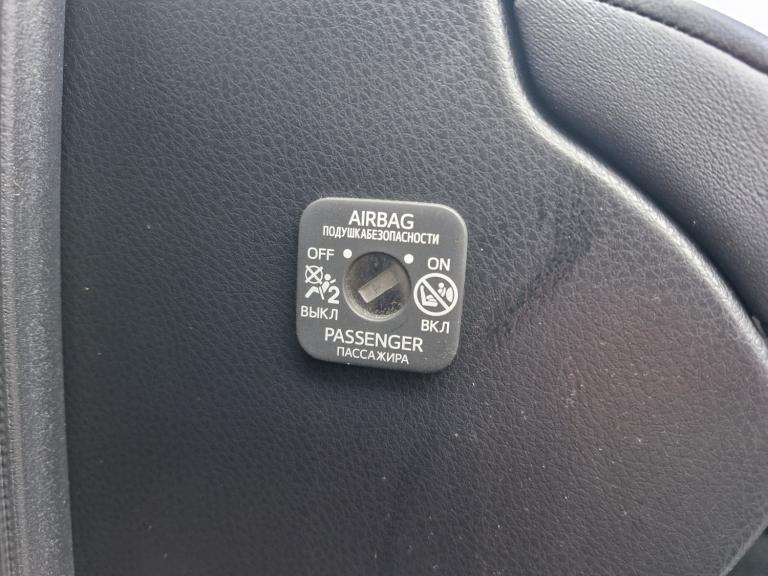 AIRBAG
ПОДУШКАБЕЗОПАСНОСТИ
OFF ON
2
ВЫКЛ ВКЛ
PASSENGER
ПАССАЖИРА